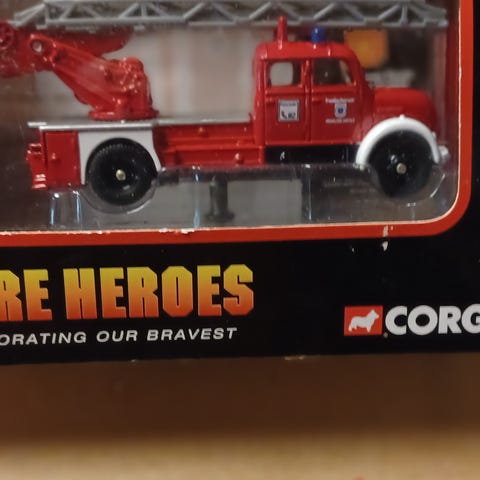 RE HEROES
ORATING OUR BRAVEST
CORG